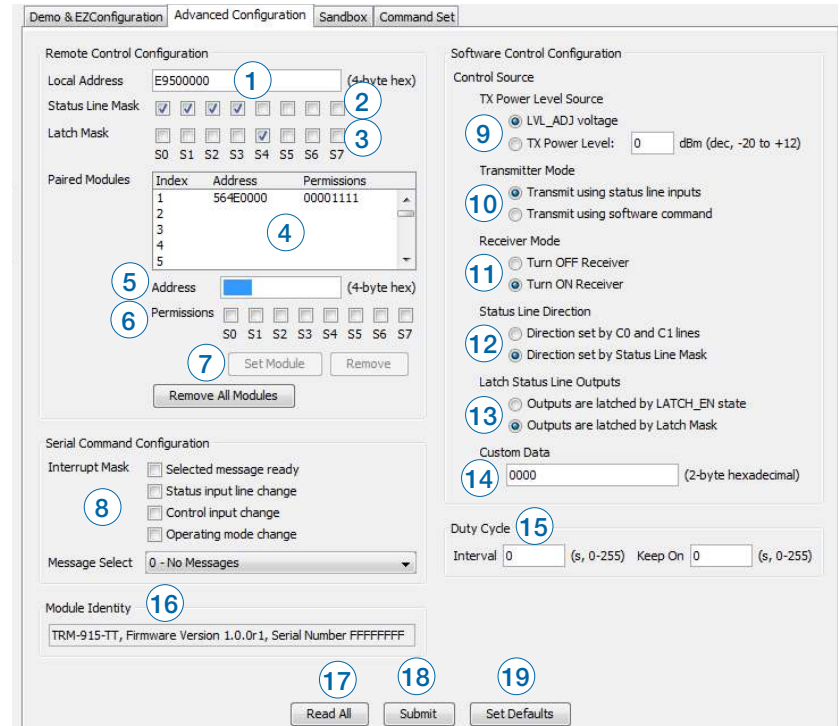 Demo & EZConfiguration Advanced Configuration Sandbox Command Set
Remote Control Configuration
Local Address E9500000 1 (4-byte hex)
Status Line Mask 2
Latch Mask 3
S0 S1 S2 S3 S4 S5 S6 S7
Paired Modules Index Address Permissions
1 564E0000 00001111
2
3
4
5
4
5 Address (4-byte hex)
6 Permissions
S0 S1 S2 S3 S4 S5 S6 S7
7 Set Module Remove
Remove All Modules
Serial Command Configuration
Interrupt Mask Selected message ready
Status input line change
8 Control input change
Operating mode change
Message Select 0 - No Messages
Module Identity 16
TRM-915-TT, Firmware Version 1.0.0r1, Serial Number FFFFFFFF
Software Control Configuration
Control Source
TX Power Level Source
9 LVL_ADJ voltage
TX Power Level: 0 dBm (dec, -20 to +12)
Transmitter Mode
10 Transmit using status line inputs
Transmit using software command
Receiver Mode
11 Turn OFF Receiver
Turn ON Receiver
Status Line Direction
12 Direction set by C0 and C1 lines
Direction set by Status Line Mask
Latch Status Line Outputs
13 Outputs are latched by LATCH_EN state
Outputs are latched by Latch Mask
Custom Data
14 0000 (2-byte hexadecimal)
Duty Cycle 15
Interval 0 (s, 0-255) Keep On 0 (s, 0-255)
17 18 19
Read All Submit Set Defaults